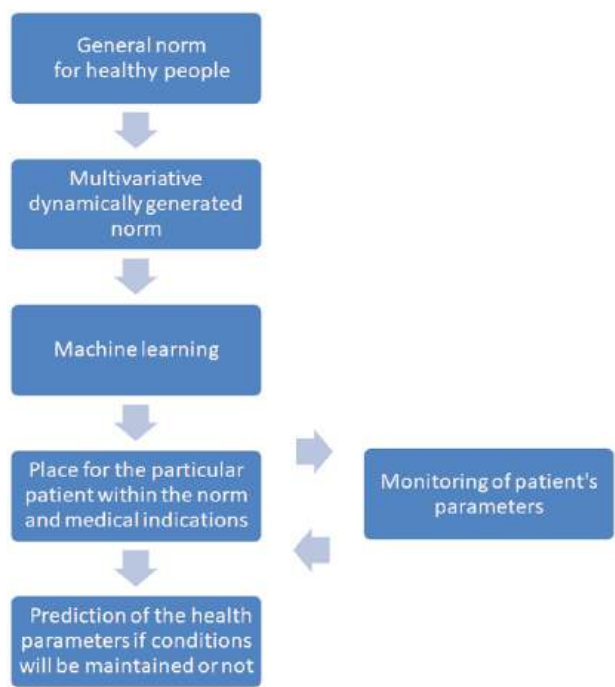 General norm
for healthy people
Multivariative
dynamically generated
norm
Machine learning
Place for the particular
patient within the norm
and medical indications
Monitoring of patient's
parameters
Prediction of the health
parameters if conditions
will be maintained or not